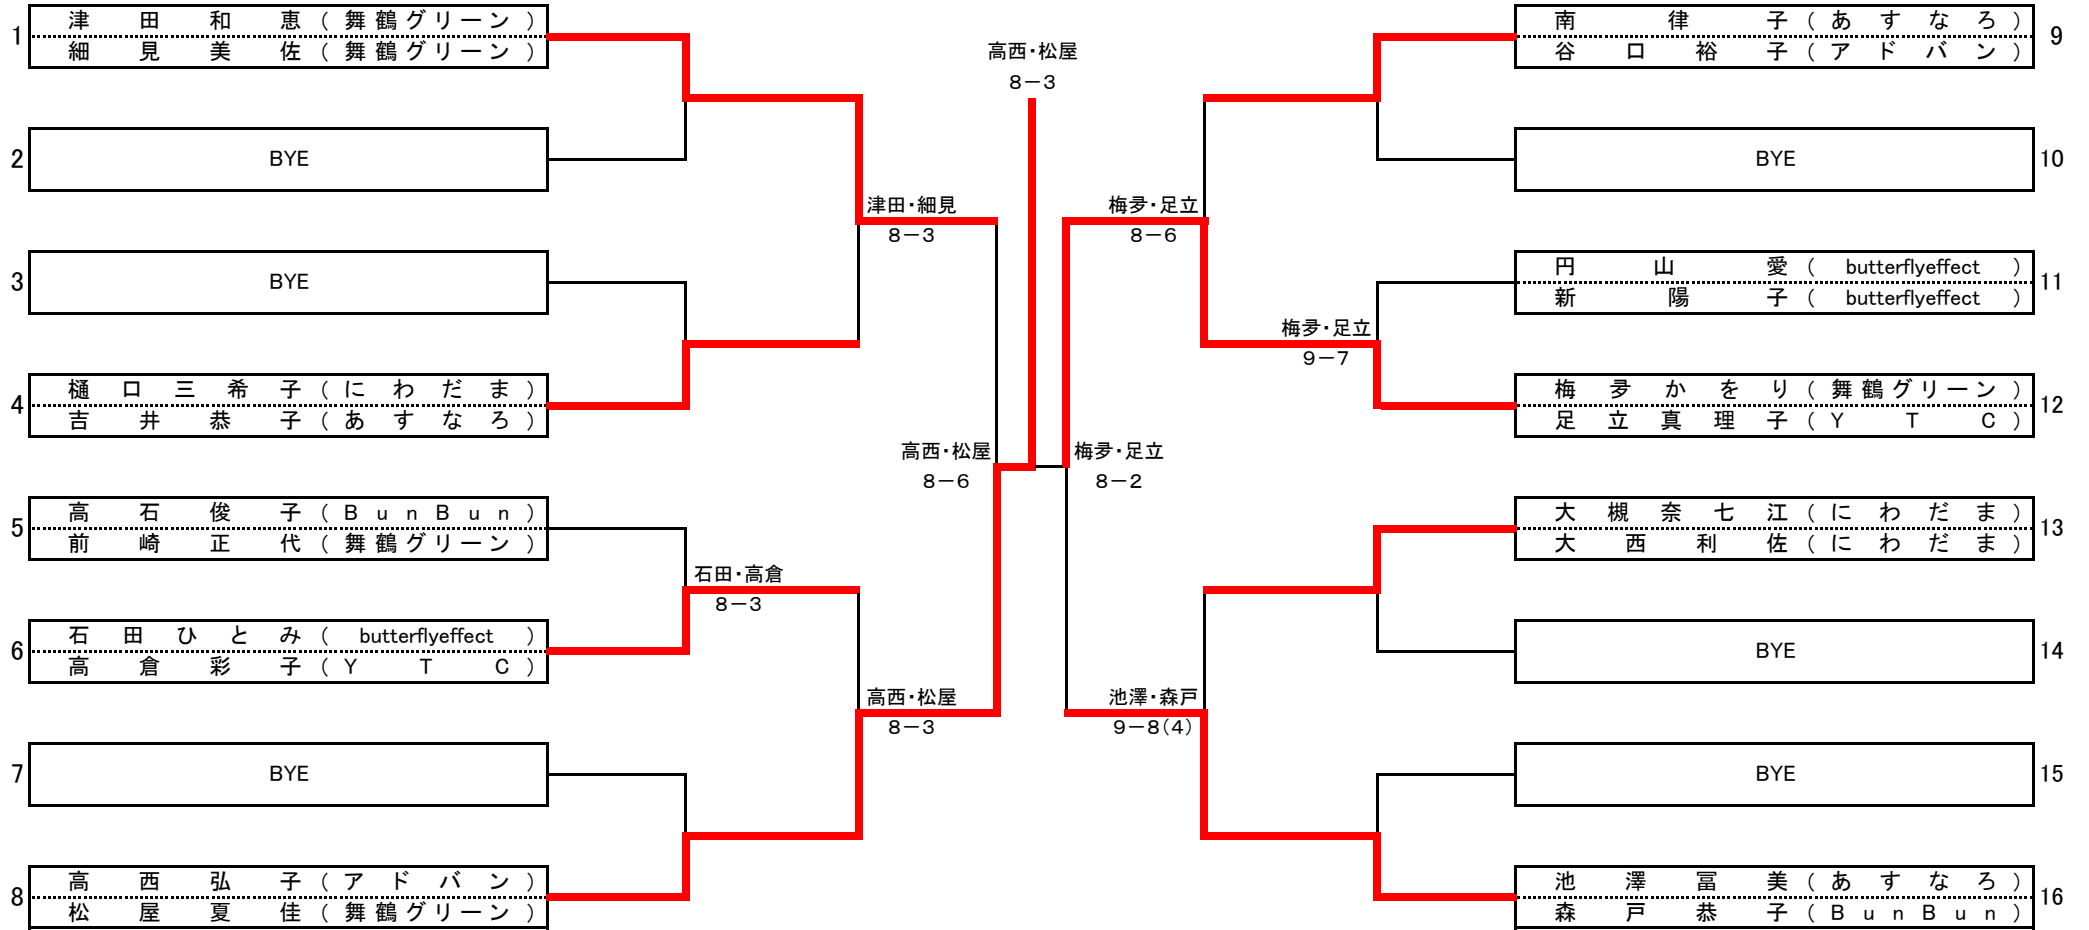 1
津田和恵(舞鶴グリーン)
細見美佐(舞鶴グリーン)
2
BYE
3
BYE
4
樋口三希子(にわだま)
吉井恭子(あすなろ)
5
高石俊子(BunBun)
前崎正代(舞鶴グリーン)
6
石田ひとみ(butterflyeffect)
高倉彩子(YTC)
7
BYE
8
高西弘子(アドバン)
松屋夏佳(舞鶴グリーン)
津田・細見
8-3
石田・高倉
8-3
高西・松屋
8-3
高西・松屋
8-6
高西・松屋
8-3
梅夛・足立
8-6
梅夛・足立
9-7
梅夛・足立
8-2
池澤・森戸
9-8(4)
南律子(あすなろ)
谷口裕子(アドバン)
9
BYE
10
円山愛(butterflyeffect)
新陽子(butterflyeffect)
11
梅夛かをり(舞鶴グリーン)
足立真理子(YTC)
12
大槻奈七江(にわだま)
大西利佐(にわだま)
13
BYE
14
BYE
15
池澤冨美(あすなろ)
森戸恭子(BunBun)
16